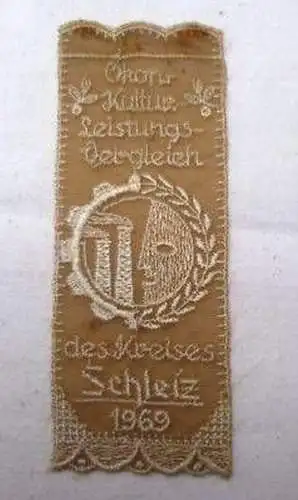 Ökon.-
Kultur.
Leistungs-
Vergleich
des Kreises
Schleiz
1969